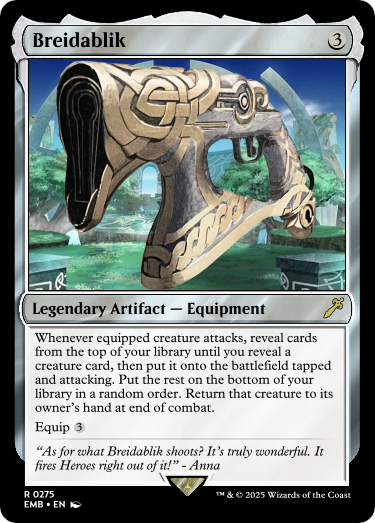 Breidablik 3
Legendary Artifact — Equipment
Whenever equipped creature attacks, reveal cards
from the top of your library until you reveal a
creature card, then put it onto the battlefield tapped
and attacking. Put the rest on the bottom of your
library in a random order. Return that creature to its
owner's hand at end of combat.
Equip 3
“As for what Breidablik shoots? It's truly wonderful. It
fires Heroes right out of it!” - Anna
R 0275
EMB • EN
™ & © 2025 Wizards of the Coast